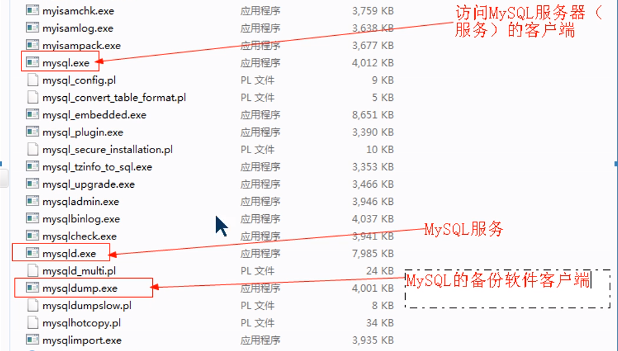 myisamchk.exe 应用程序 3,759 KB
myisamlog.exe 应用程序 3,638 KB
myisampack.exe 应用程序 3,677 KB
mysql.exe 应用程序 4,012 KB
mysql_config.pl PL 文件 9 KB
mysql_convert_table_format.pl PL 文件 5 KB
mysql_embedded.exe 应用程序 8,651 KB
mysql_plugin.exe 应用程序 3,390 KB
mysql_secure_installation.pl PL 文件 10 KB
mysql_tzinfo_to_sql.exe 应用程序 3,353 KB
mysql_upgrade.exe 应用程序 3,466 KB
mysqladmin.exe 应用程序 3,946 KB
mysqlbinlog.exe 应用程序 4,037 KB
mysqlcheck.exe 应用程序 3,941 KB
mysqld.exe 应用程序 7,985 KB
mysqld_multi.pl PL 文件 24 KB
mysqldump.exe 应用程序 4,001 KB
mysqldumpslow.pl PL 文件 8 KB
mysqlhotcopy.pl PL 文件 34 KB
mysqlimport.exe 应用程序 3,935 KB
访问MySQL服务器（
服务）的客户端
MySQL服务
MySQL的备份软件客户端